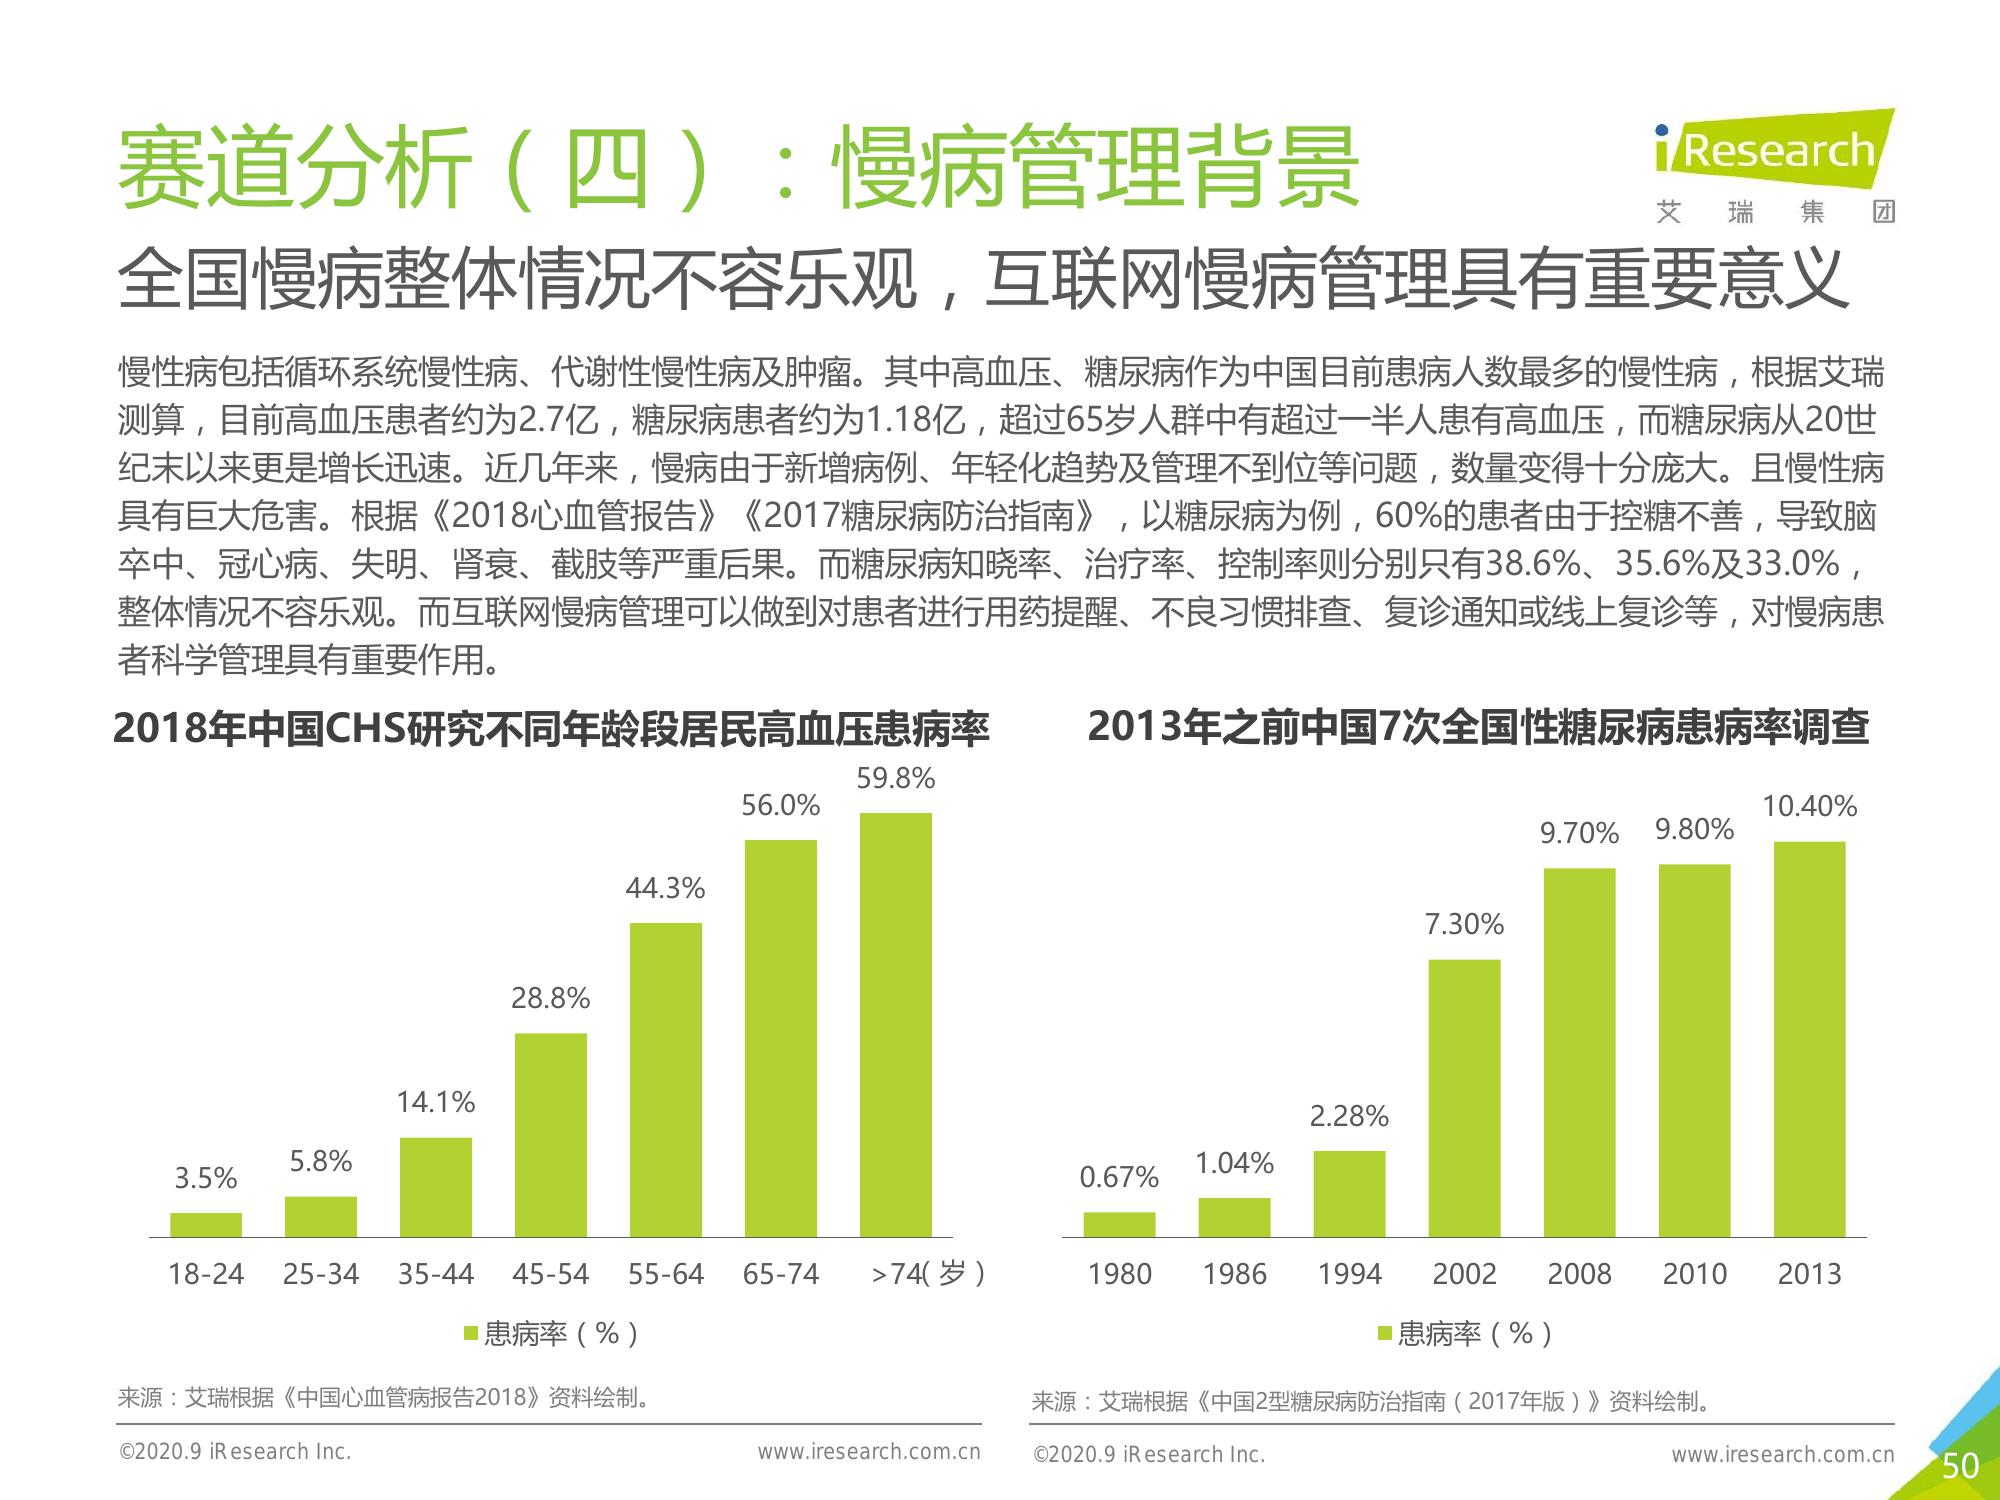 赛道分析（四）：慢病管理背景
iResearch
艾瑞集团
全国慢病整体情况不容乐观，互联网慢病管理具有重要意义
慢性病包括循环系统慢性病、代谢性慢性病及肿瘤。其中高血压、糖尿病作为中国目前患病人数最多的慢性病，根据艾瑞
测算，目前高血压患者约为2.7亿，糖尿病患者约为1.18亿，超过65岁人群中有超过一半人患有高血压，而糖尿病从20世
纪末以来更是增长迅速。近几年来，慢病由于新增病例、年轻化趋势及管理不到位等问题，数量变得十分庞大。且慢性病
具有巨大危害。根据《2018心血管报告》《2017糖尿病防治指南》，以糖尿病为例，60%的患者由于控糖不善，导致脑
卒中、冠心病、失明、肾衰、截肢等严重后果。而糖尿病知晓率、治疗率、控制率则分别只有38.6%、35.6%及33.0%，
整体情况不容乐观。而互联网慢病管理可以做到对患者进行用药提醒、不良习惯排查、复诊通知或线上复诊等，对慢病患
者科学管理具有重要作用。
2018年中国CHS研究不同年龄段居民高血压患病率
3.5% 5.8% 14.1% 28.8% 44.3% 56.0% 59.8%
18-24 25-34 35-44 45-54 55-64 65-74 >74（岁）
患病率（%）
来源：艾瑞根据《中国心血管病报告2018》资料绘制。
©2020.9 iResearch Inc. www.iresearch.com.cn
2013年之前中国7次全国性糖尿病患病率调查
0.67% 1.04% 2.28% 7.30% 9.70% 9.80% 10.40%
1980 1986 1994 2002 2008 2010 2013
患病率（%）
来源：艾瑞根据《中国2型糖尿病防治指南（2017年版）》资料绘制。
©2020.9 iResearch Inc. www.iresearch.com.cn
50